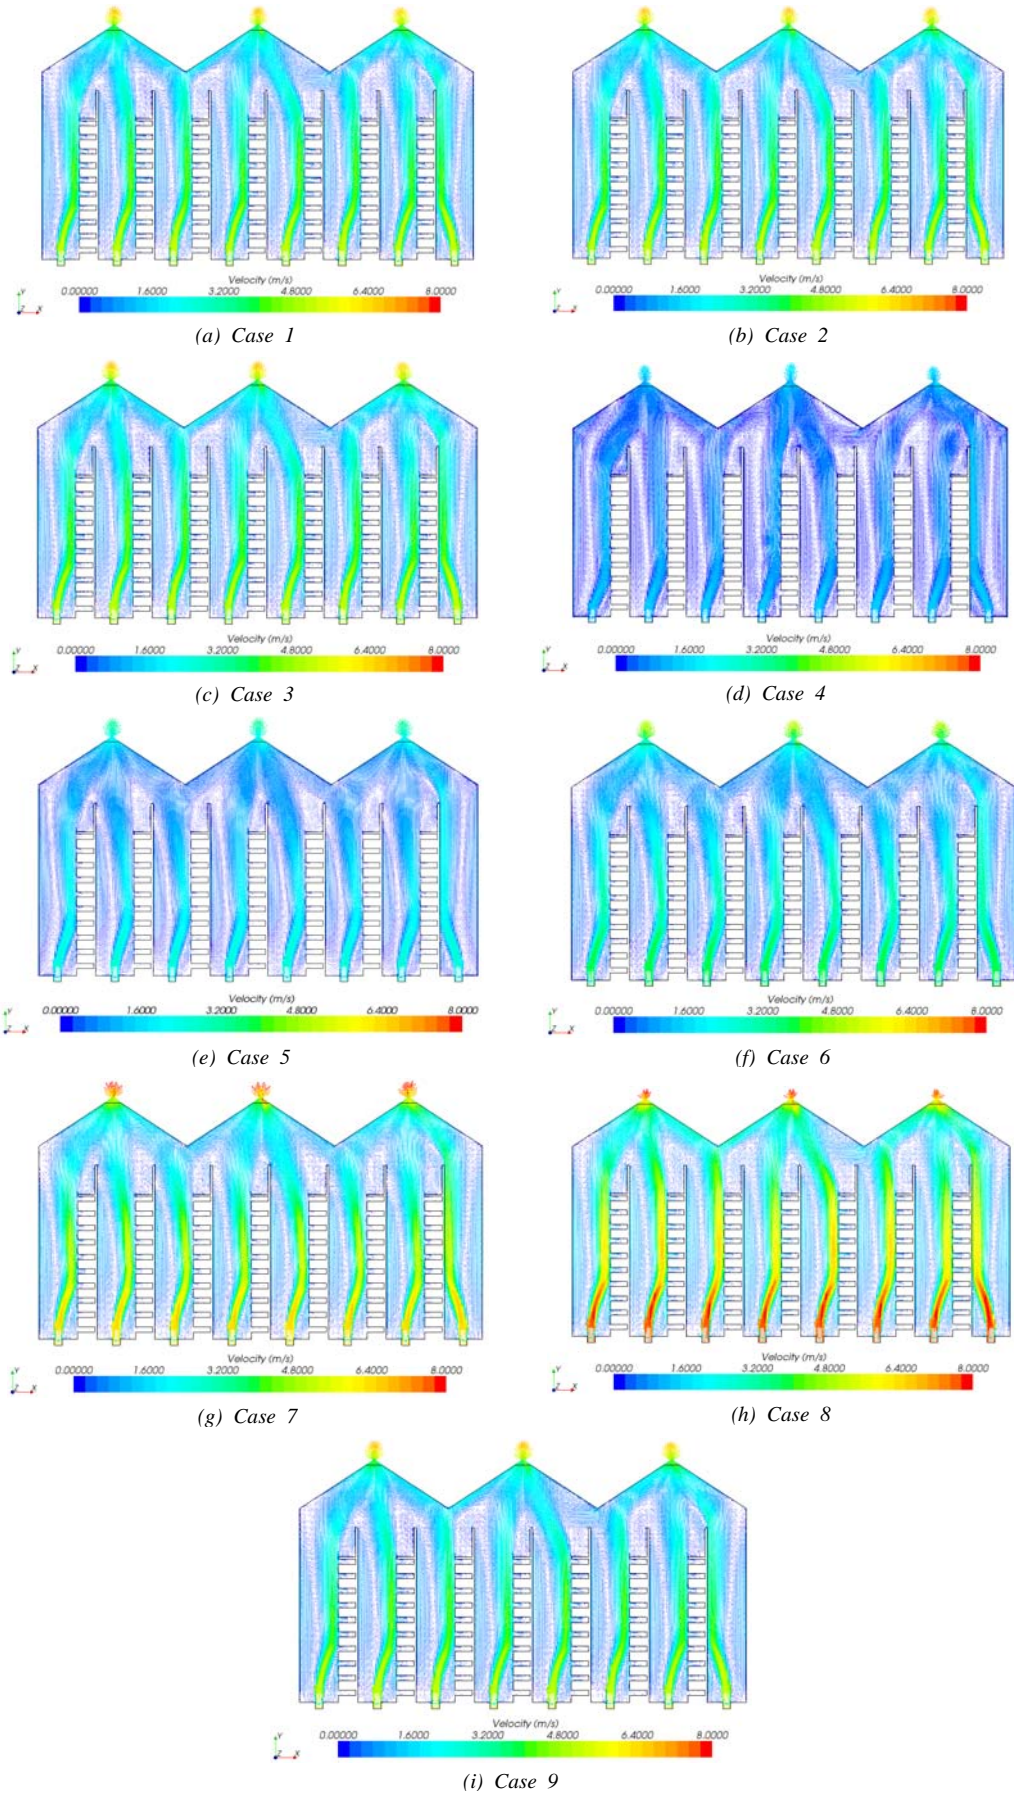 Velocity (m/s)
0.00000 1.6000 3.2000 4.8000 6.4000 8.0000
Y
Z X
(a) Case 1
Velocity (m/s)
0.00000 1.6000 3.2000 4.8000 6.4000 8.0000
Y
Z X
(b) Case 2
Velocity (m/s)
0.00000 1.6000 3.2000 4.8000 6.4000 8.0000
Y
Z X
(c) Case 3
Velocity (m/s)
0.00000 1.6000 3.2000 4.8000 6.4000 8.0000
Y
Z X
(d) Case 4
Velocity (m/s)
0.00000 1.6000 3.2000 4.8000 6.4000 8.0000
Y
Z X
(e) Case 5
Velocity (m/s)
0.00000 1.6000 3.2000 4.8000 6.4000 8.0000
Y
Z X
(f) Case 6
Velocity (m/s)
0.00000 1.6000 3.2000 4.8000 6.4000 8.0000
Y
Z X
(g) Case 7
Velocity (m/s)
0.00000 1.6000 3.2000 4.8000 6.4000 8.0000
Y
Z X
(h) Case 8
Velocity (m/s)
0.00000 1.6000 3.2000 4.8000 6.4000 8.0000
Y
Z X
(i) Case 9